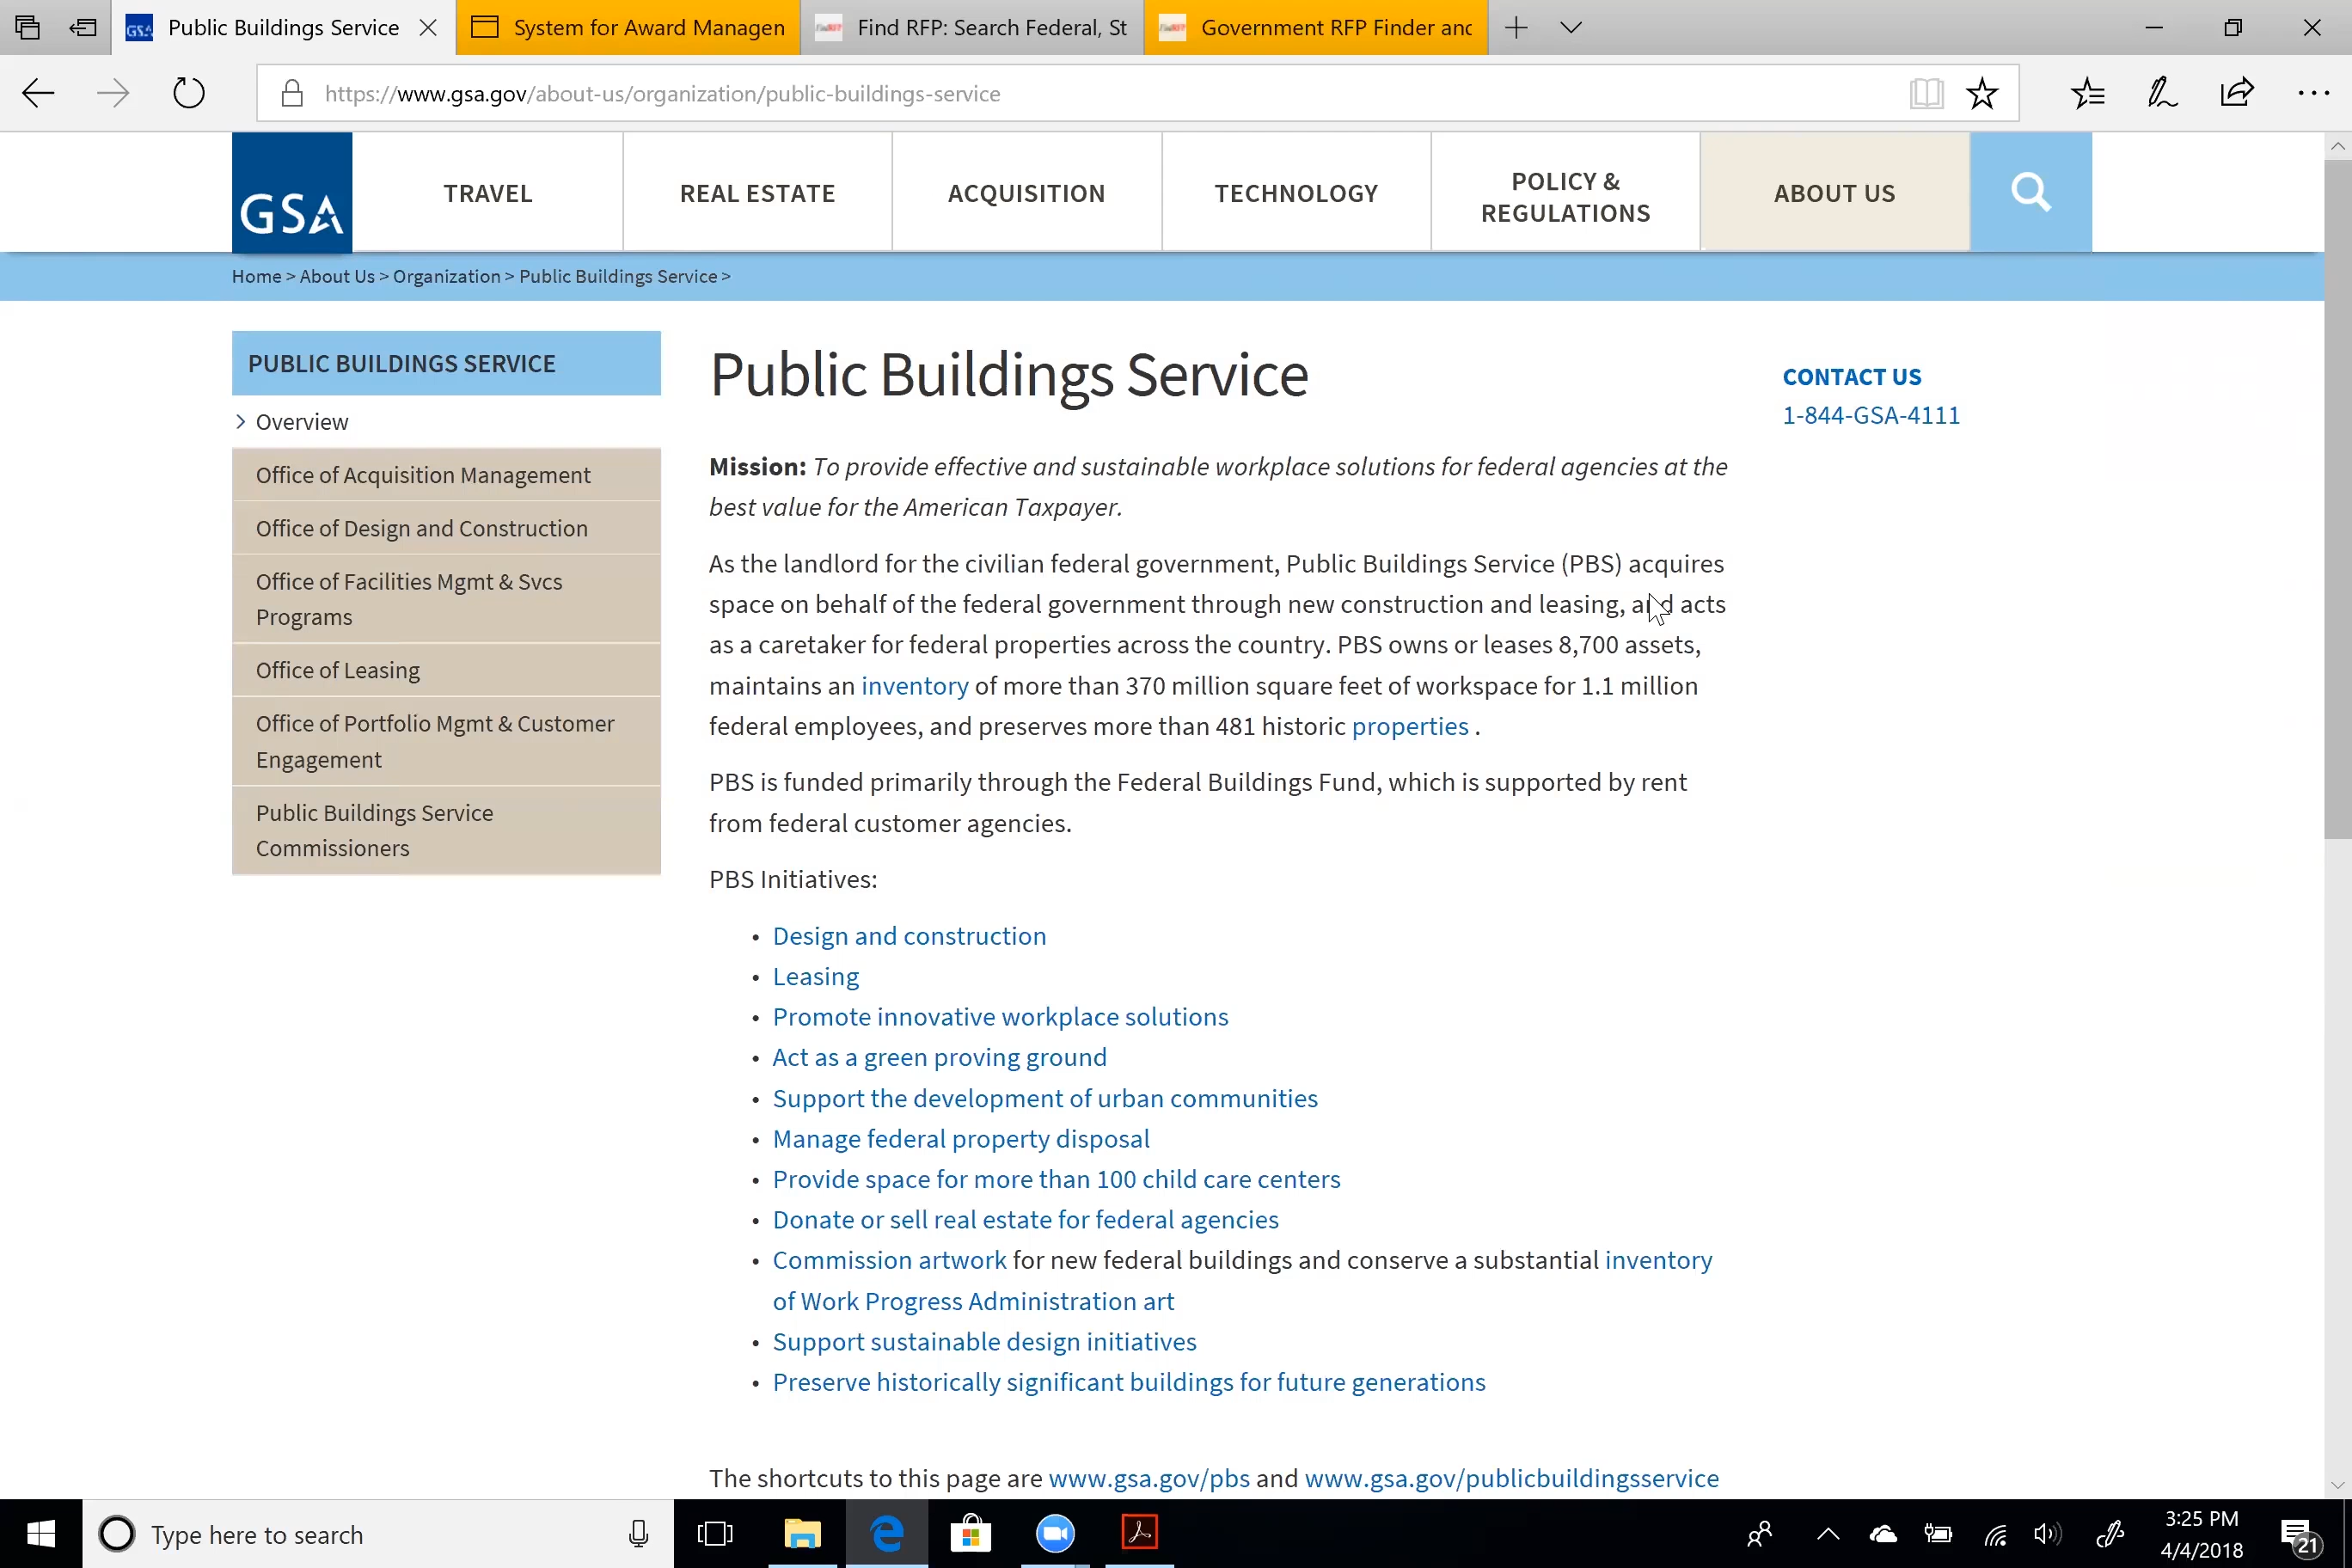 Public Buildings Service
System for Award Managen
Find RFP: Search Federal, St
Government RFP Finder and
https://www.gsa.gov/about-us/organization/public-buildings-service
GSA
TRAVEL
REAL ESTATE
ACQUISITION
TECHNOLOGY
POLICY &
REGULATIONS
ABOUT US
Home > About Us > Organization > Public Buildings Service >
PUBLIC BUILDINGS SERVICE
Overview
Office of Acquisition Management
Office of Design and Construction
Office of Facilities Mgmt & Svcs
Programs
Office of Leasing
Office of Portfolio Mgmt & Customer
Engagement
Public Buildings Service
Commissioners
Public Buildings Service
Mission: To provide effective and sustainable workplace solutions for federal agencies at the
best value for the American Taxpayer.
As the landlord for the civilian federal government, Public Buildings Service (PBS) acquires
space on behalf of the federal government through new construction and leasing, and acts
as a caretaker for federal properties across the country. PBS owns or leases 8,700 assets,
maintains an inventory of more than 370 million square feet of workspace for 1.1 million
federal employees, and preserves more than 481 historic properties .
PBS is funded primarily through the Federal Buildings Fund, which is supported by rent
from federal customer agencies.
PBS Initiatives:
• Design and construction
• Leasing
• Promote innovative workplace solutions
• Act as a green proving ground
• Support the development of urban communities
• Manage federal property disposal
• Provide space for more than 100 child care centers
• Donate or sell real estate for federal agencies
• Commission artwork for new federal buildings and conserve a substantial inventory
of Work Progress Administration art
• Support sustainable design initiatives
• Preserve historically significant buildings for future generations
The shortcuts to this page are www.gsa.gov/pbs and www.gsa.gov/publicbuildingsservice
CONTACT US
1-844-GSA-4111
Type here to search
3:25 PM
4/4/2018
21